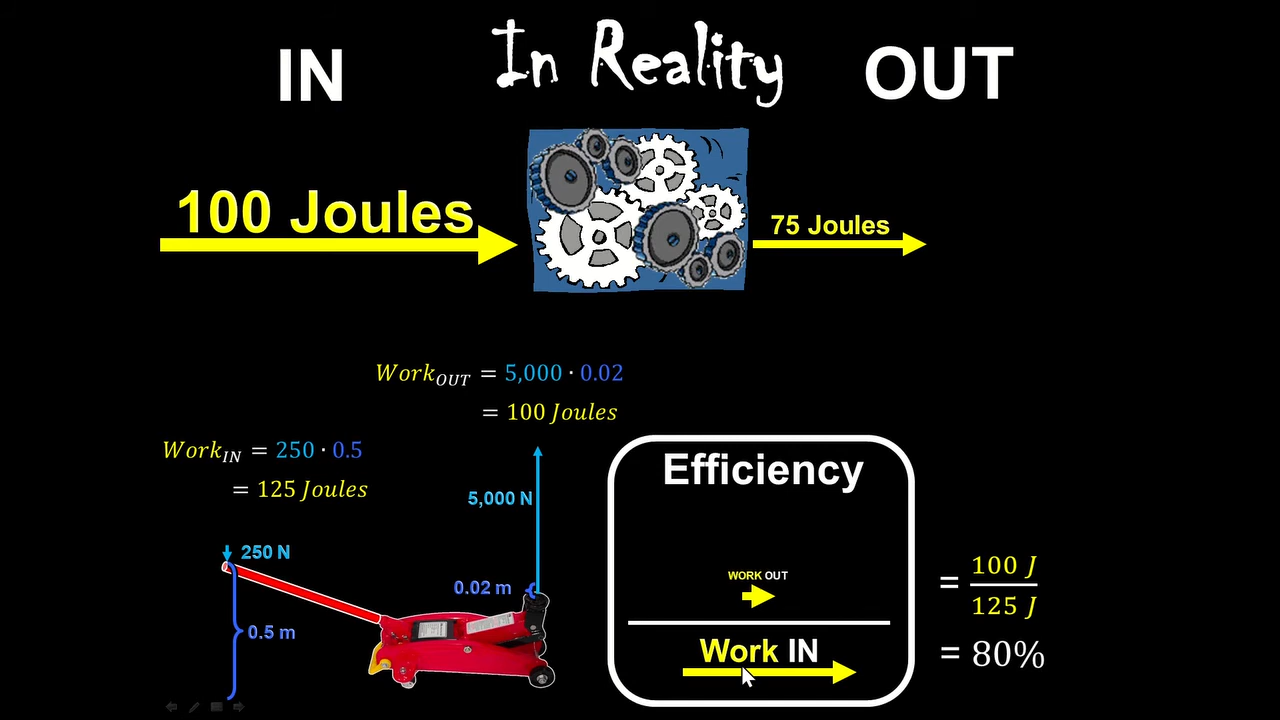 IN
In Reality
OUT
100 Joules
75 Joules
Work_OUT = 5,000 · 0.02
= 100 Joules
Work_IN = 250 · 0.5
= 125 Joules
5,000 N
250 N
0.02 m
0.5 m
Efficiency
WORK OUT
Work IN
= 100 J / 125 J
= 80%